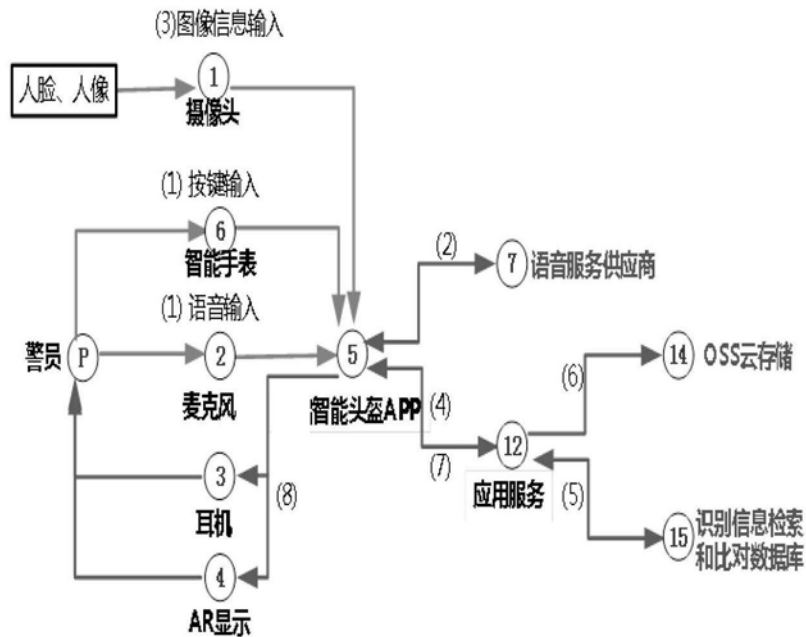 (3)图像信息输入
人脸、人像
1
摄像头
(1) 按键输入
6
智能手表
(2)
7
语音服务供应商
(1) 语音输入
警员
P
2
5
麦克风
智能头盔APP
(4)
(6)
14
OSS云存储
(7)
12
应用服务
(5)
3
耳机
(8)
15
识别信息检索
和比对数据库
4
AR显示